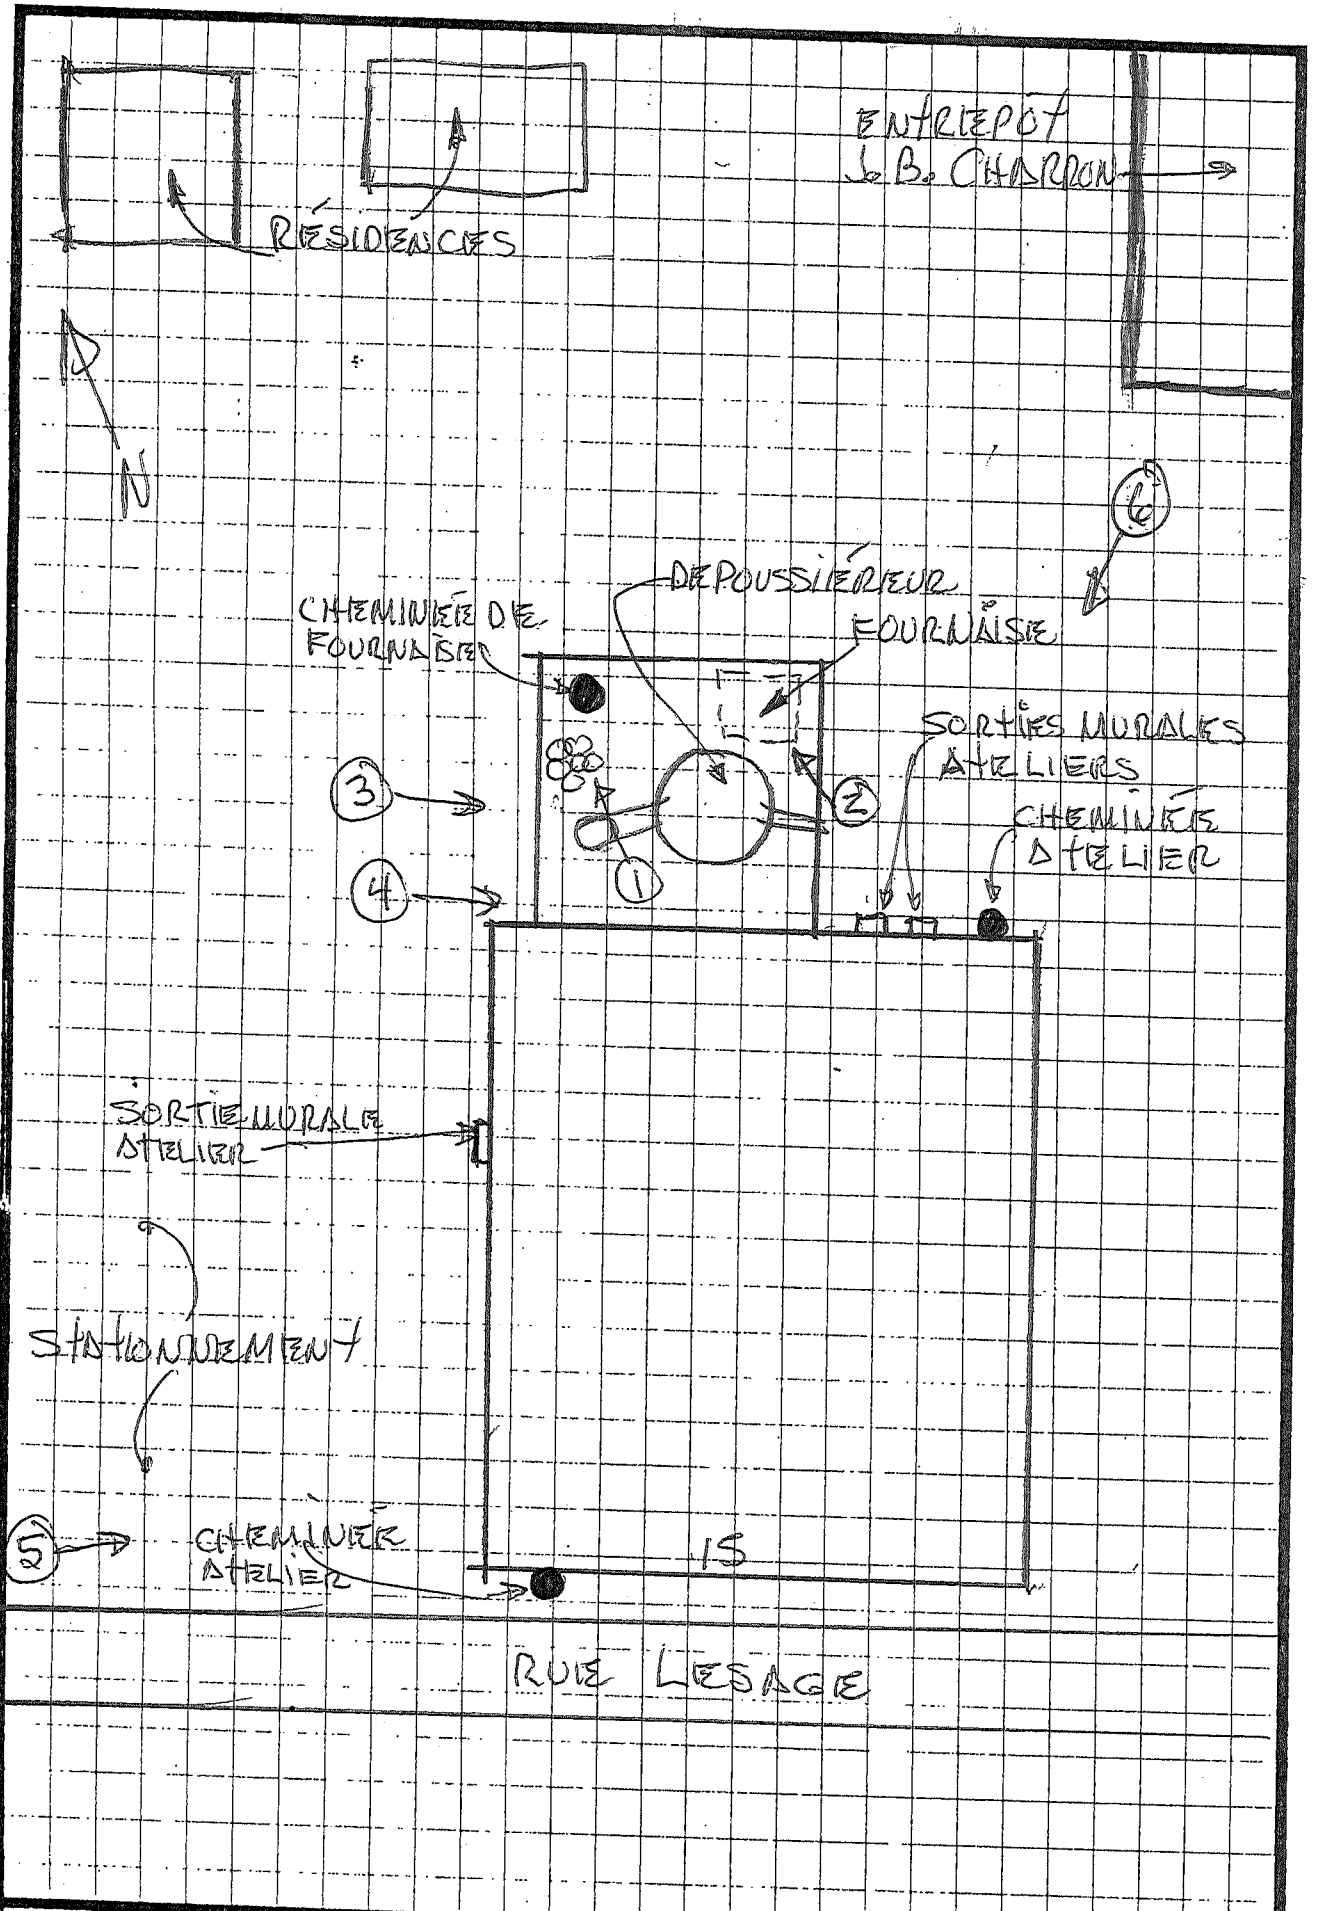 ENTREPÔT
J. B. CHARRON
RÉSIDENCES
N
6
DEPOUSSIÉREUR
CHEMINÉE DE
FOURNAISE
FOURNAISE
SORTIES MURALES
ATELIERS
3
2
CHEMINÉE
ATELIER
1
4
SORTIE MURALE
ATELIER
STATIONNEMENT
5
CHEMINÉE
ATELIER
15
RUE LESAGE